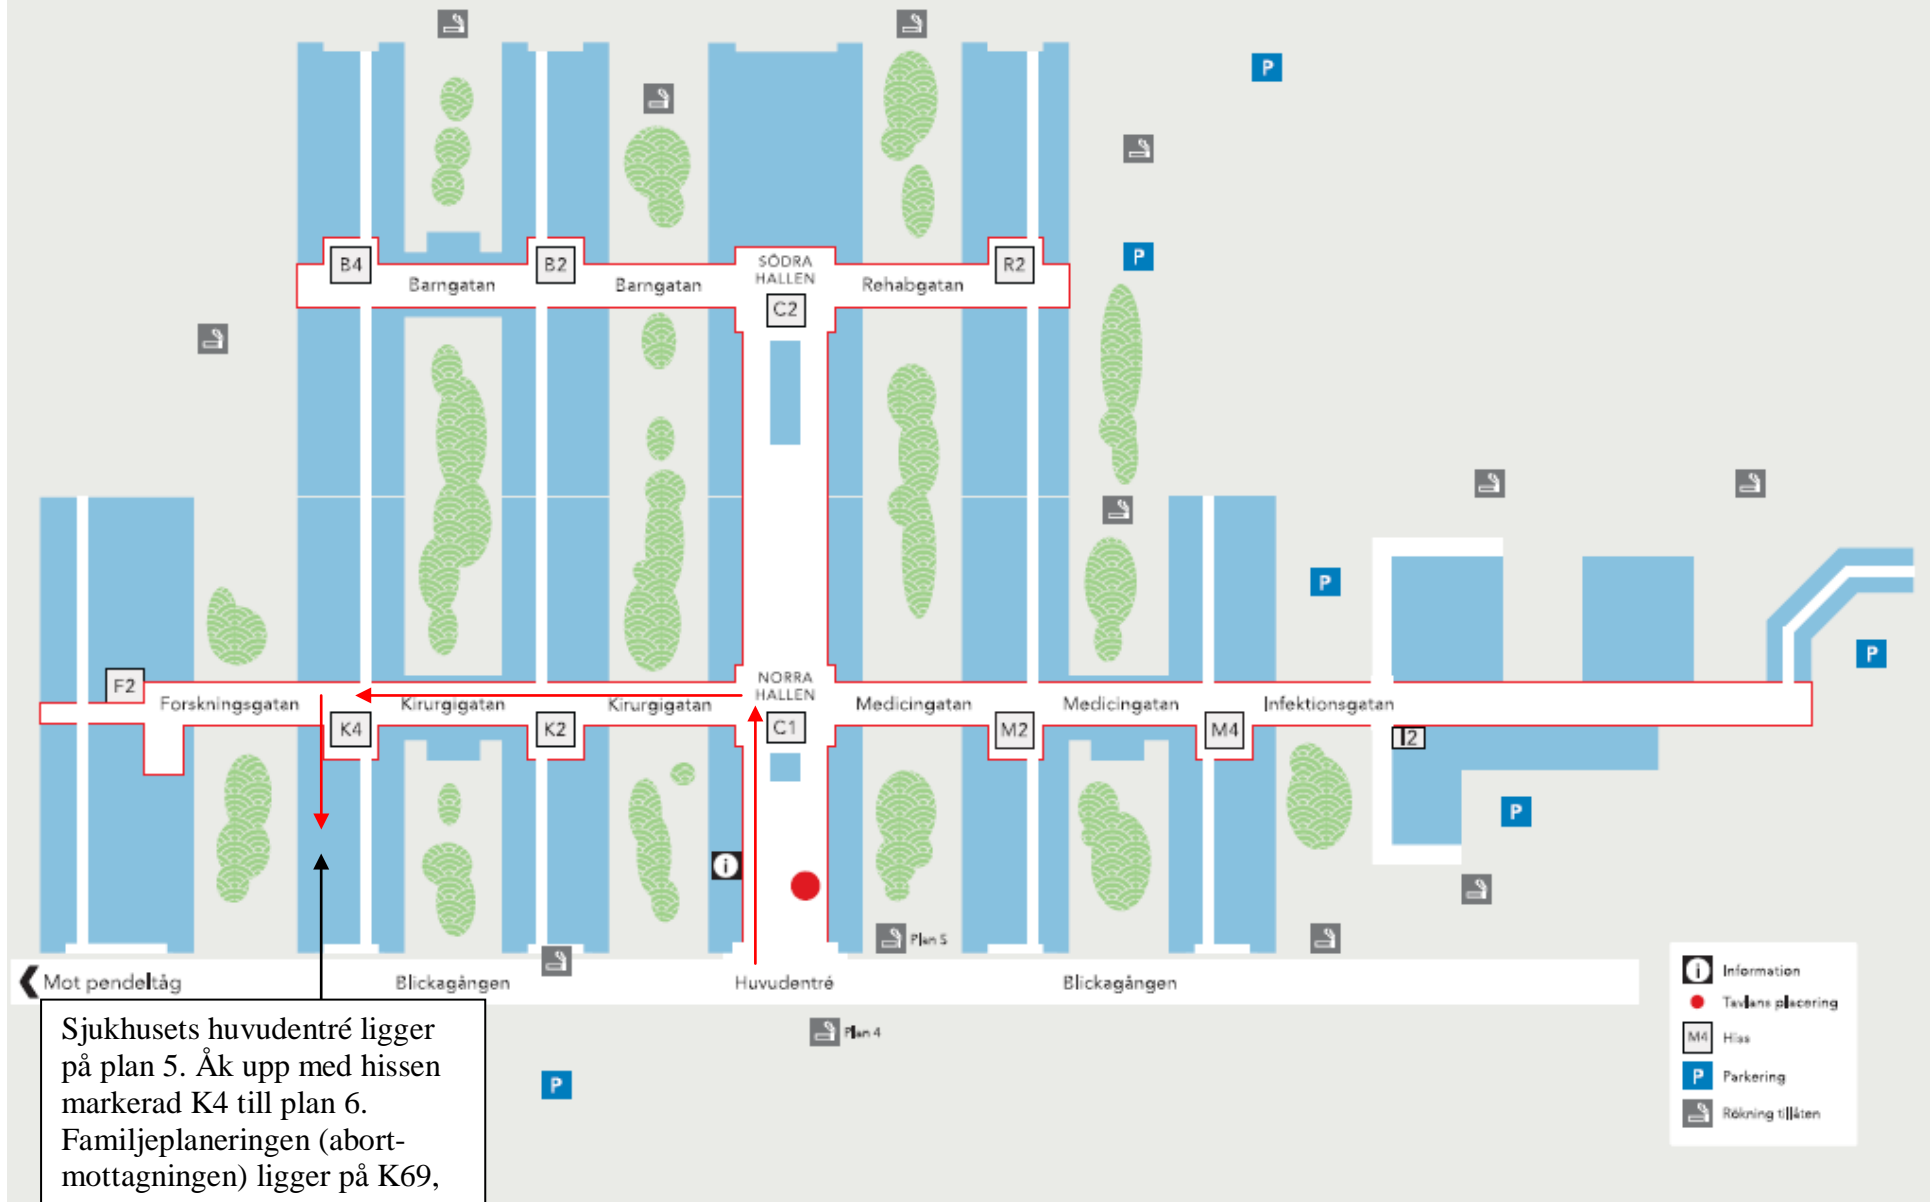 B4
B2
SÖDRA
HALLEN
R2
Barngatan
Barngatan
Rehabgatan
C2
P
P
P
P
P
P
F2
NORRA
HALLEN
Forskningsgatan
Kirurgigatan
Kirurgigatan
Medicingatan
Medicingatan
Infektionsgatan
K4
K2
C1
M2
M4
I2
i
Plan 5
Mot pendeltåg
Blickagången
Huvudentré
Blickagången
Plan 4
Sjukhusets huvudentré ligger
på plan 5. Åk upp med hissen
markerad K4 till plan 6.
Familjeplaneringen (abort-
mottagningen) ligger på K69,
i Information
Tavlans placering
M4 Hiss
P Parkering
Rökning tillåten